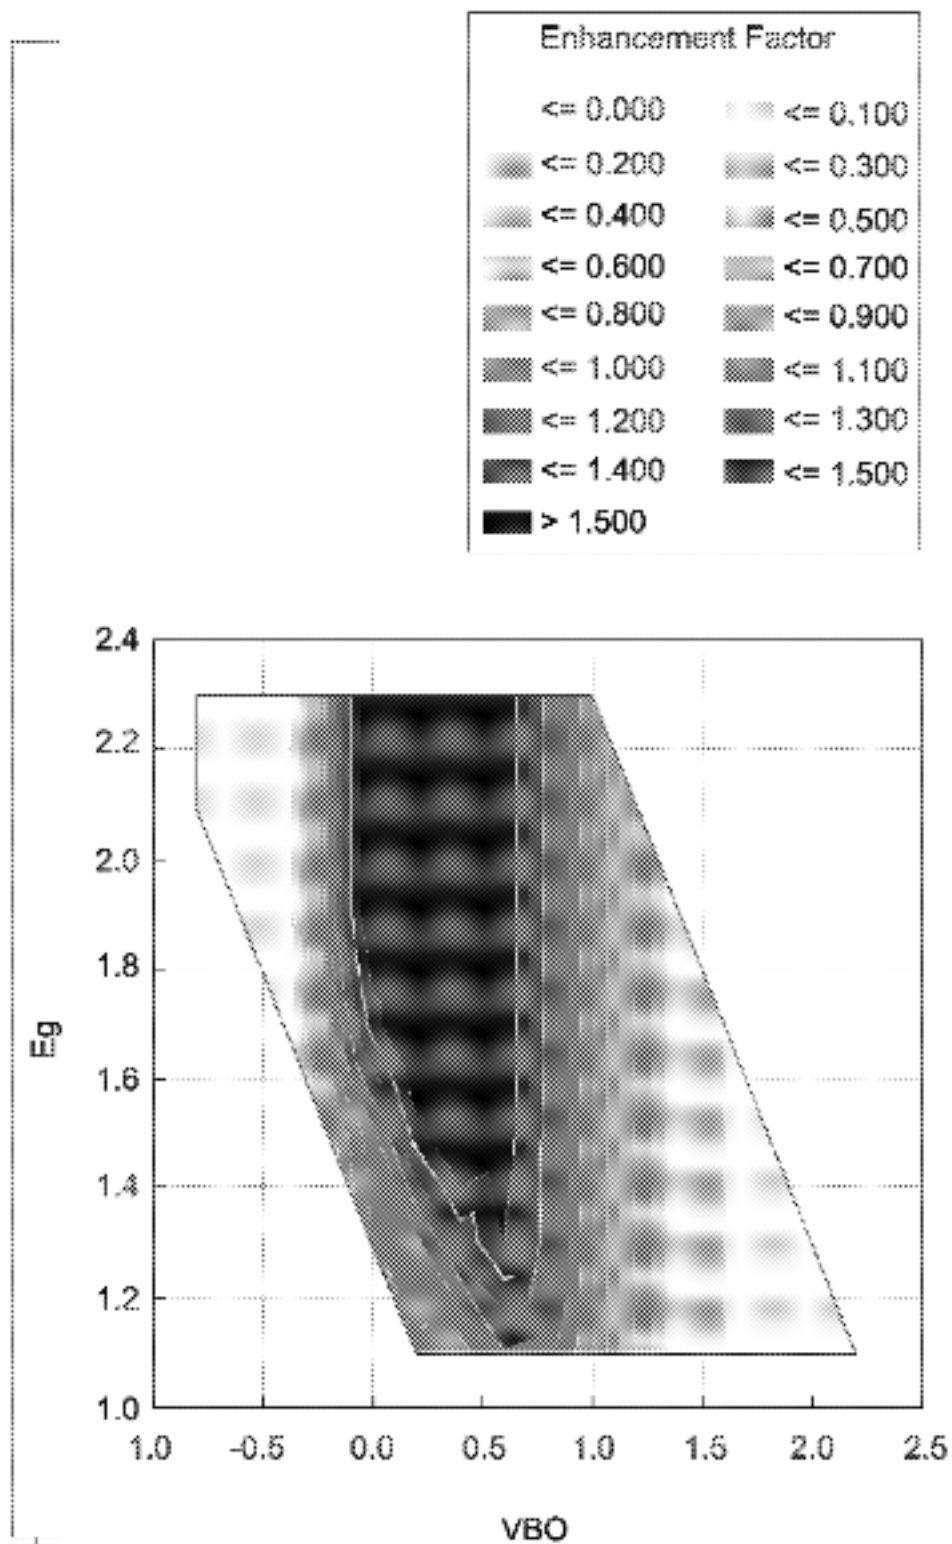 Enhancement Factor
<= 0.000 <= 0.100
<= 0.200 <= 0.300
<= 0.400 <= 0.500
<= 0.600 <= 0.700
<= 0.800 <= 0.900
<= 1.000 <= 1.100
<= 1.200 <= 1.300
<= 1.400 <= 1.500
> 1.500
2.4
2.2
2.0
1.8
Eg
1.6
1.4
1.2
1.0
1.0 -0.5 0.0 0.5 1.0 1.5 2.0 2.5
VBO